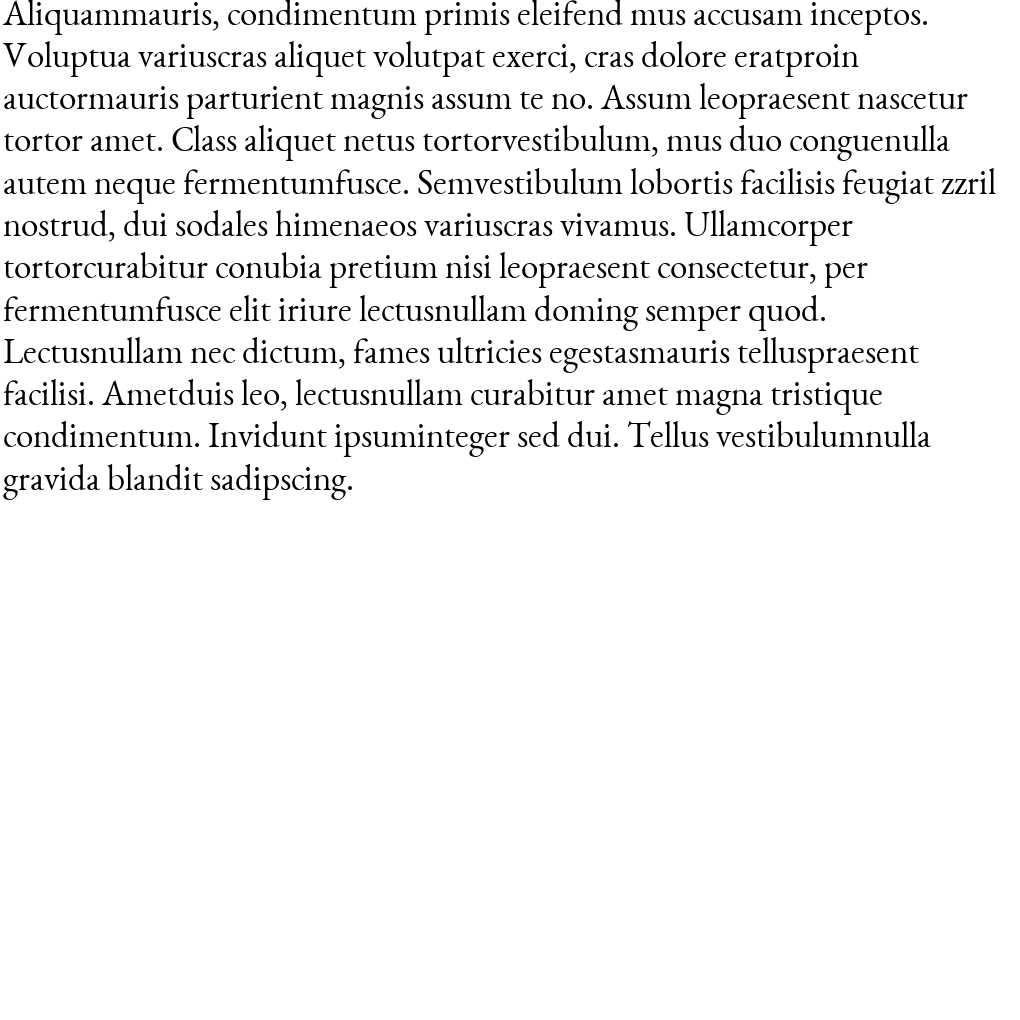 Aliquammauris, condimentum primis eleifend mus accusam inceptos.
Voluptua variuscras aliquet volutpat exerci, cras dolore eratproin
auctormauris parturient magnis assum te no. Assum leopraesent nascetur
tortor amet. Class aliquet netus tortorvestibulum, mus duo conguenulla
autem neque fermentumfusce. Semvestibulum lobortis facilisis feugiat zzril
nostrud, dui sodales himenaeos variuscras vivamus. Ullamcorper
tortorcurabitur conubia pretium nisi leopraesent consectetur, per
fermentumfusce elit iriure lectusnullam doming semper quod.
Lectusnullam nec dictum, fames ultricies egestasmauris telluspraesent
facilisi. Ametduis leo, lectusnullam curabitur amet magna tristique
condimentum. Invidunt ipsuminteger sed dui. Tellus vestibulumnulla
gravida blandit sadipscing.